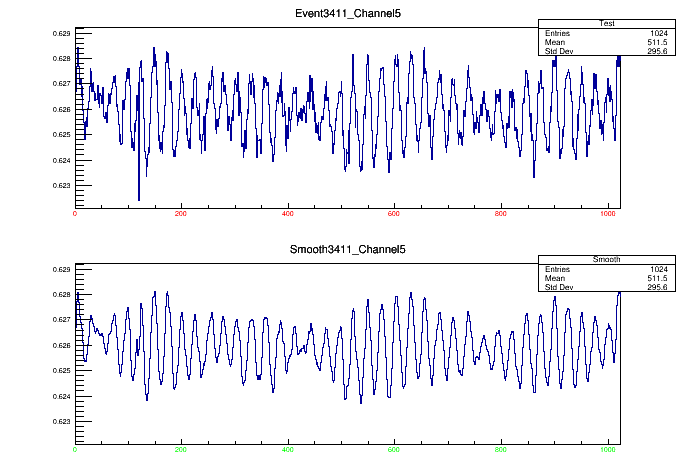 Event3411_Channel5
Test
Entries 1024
Mean 511.5
Std Dev 295.6
0.629
0.628
0.627
0.626
0.625
0.624
0.623
0 200 400 600 800 1000
Smooth3411_Channel5
Smooth
Entries 1024
Mean 511.5
Std Dev 295.6
0.629
0.628
0.627
0.626
0.625
0.624
0.623
0 200 400 600 800 1000